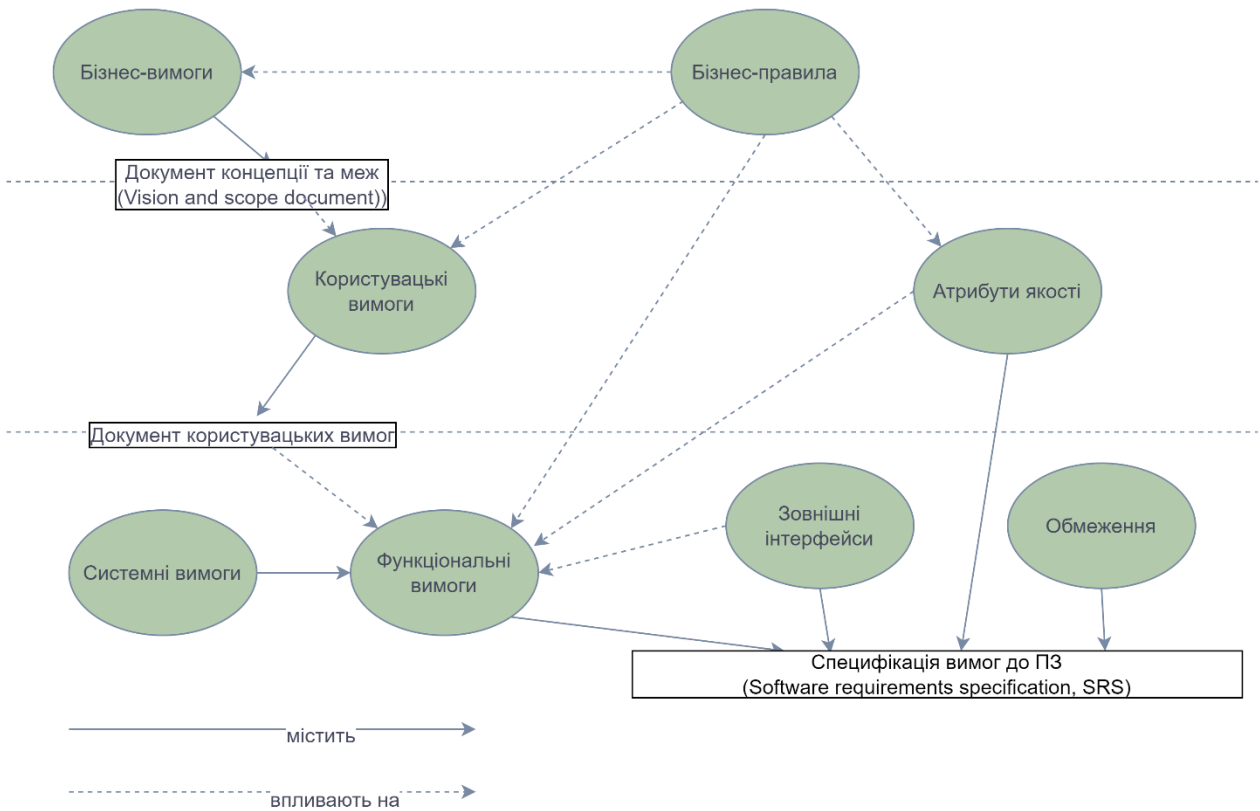 Бізнес-вимоги
Бізнес-правила
Документ концепції та меж
(Vision and scope document))
Користувацькі
вимоги
Атрибути якості
Документ користувацьких вимог
Зовнішні
інтерфейси
Обмеження
Системні вимоги
Функціональні
вимоги
Специфікація вимог до ПЗ
(Software requirements specification, SRS)
містить
впливають на